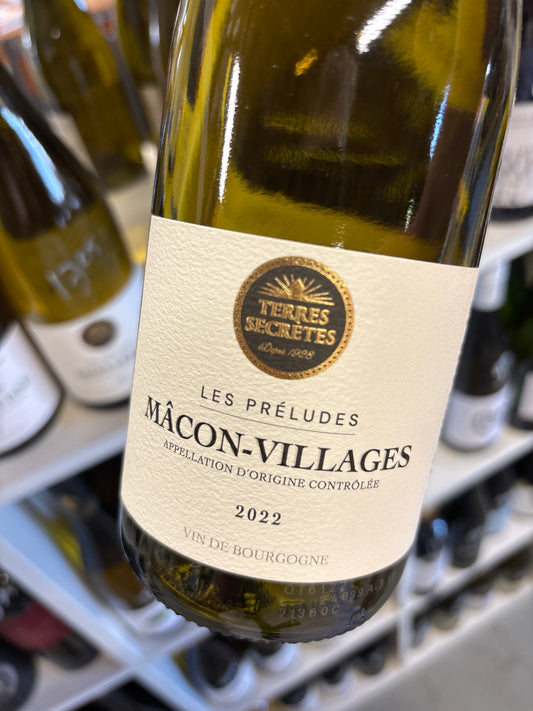 TERRES
SECRÈTES
Depuis 1928
LES PRÉLUDES
MÂCON-VILLAGES
APPELLATION D'ORIGINE CONTRÔLÉE
2022
VIN DE BOURGOGNE